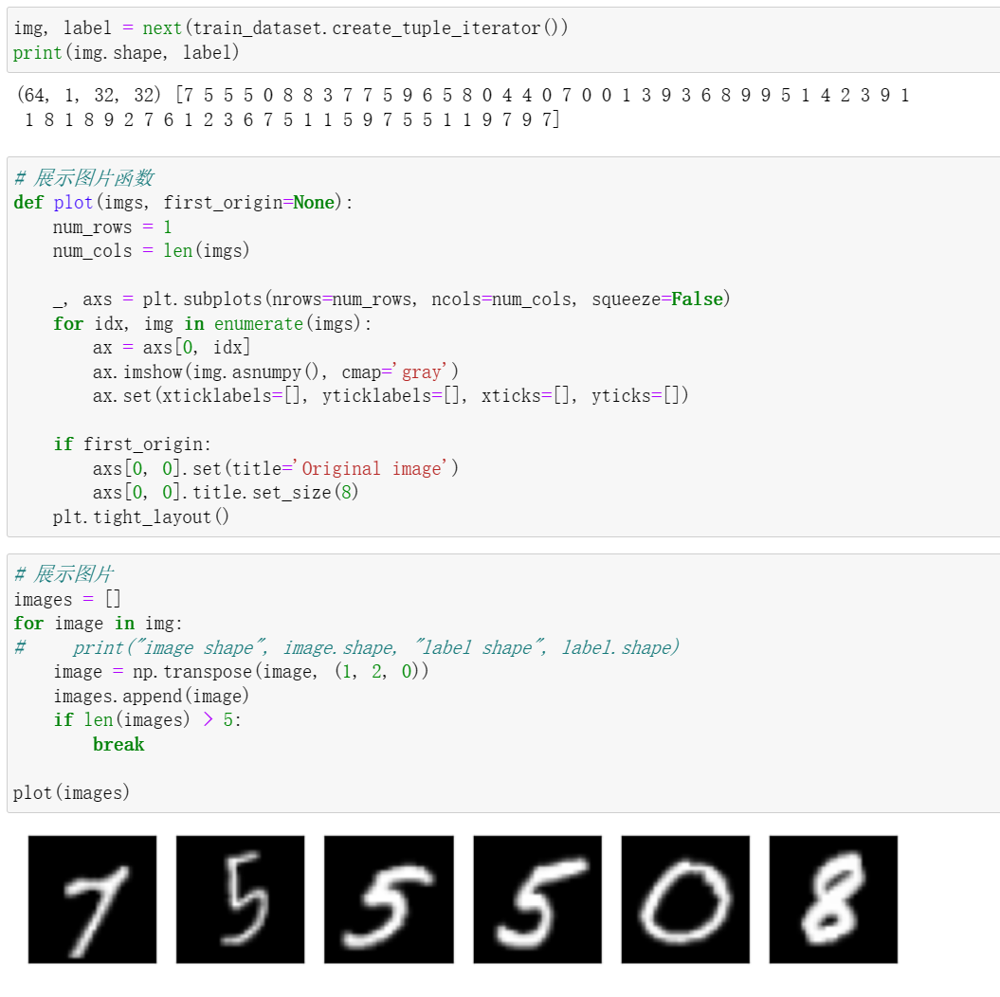 img, label = next(train_dataset.create_tuple_iterator())
print(img.shape, label)
(64, 1, 32, 32) [7 5 5 5 0 8 8 3 7 7 5 9 6 5 8 0 4 4 0 7 0 0 1 3 9 3 6 8 9 9 5 1 4 2 3 9 1
 1 8 1 8 9 2 7 6 1 2 3 6 7 5 1 1 5 9 7 5 5 1 1 9 7 9 7]
# 展示图片函数
def plot(imgs, first_origin=None):
    num_rows = 1
    num_cols = len(imgs)
    _, axs = plt.subplots(nrows=num_rows, ncols=num_cols, squeeze=False)
    for idx, img in enumerate(imgs):
        ax = axs[0, idx]
        ax.imshow(img.asnumpy(), cmap='gray')
        ax.set(xticklabels=[], yticklabels=[], xticks=[], yticks=[])
    if first_origin:
        axs[0, 0].set(title='Original image')
        axs[0, 0].title.set_size(8)
    plt.tight_layout()
# 展示图片
images = []
for image in img:
#     print("image shape", image.shape, "label shape", label.shape)
    image = np.transpose(image, (1, 2, 0))
    images.append(image)
    if len(images) > 5:
        break
plot(images)
7 5 5 5 0 8